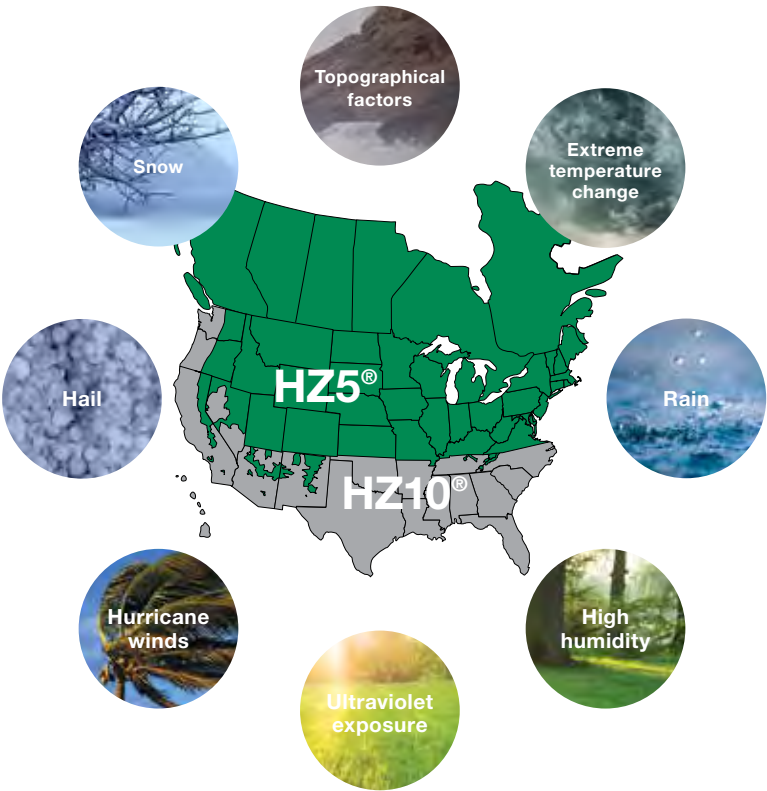 Topographical
factors
Snow
Extreme
temperature
change
Hail
HZ5®
Rain
HZ10®
Hurricane
winds
High
humidity
Ultraviolet
exposure